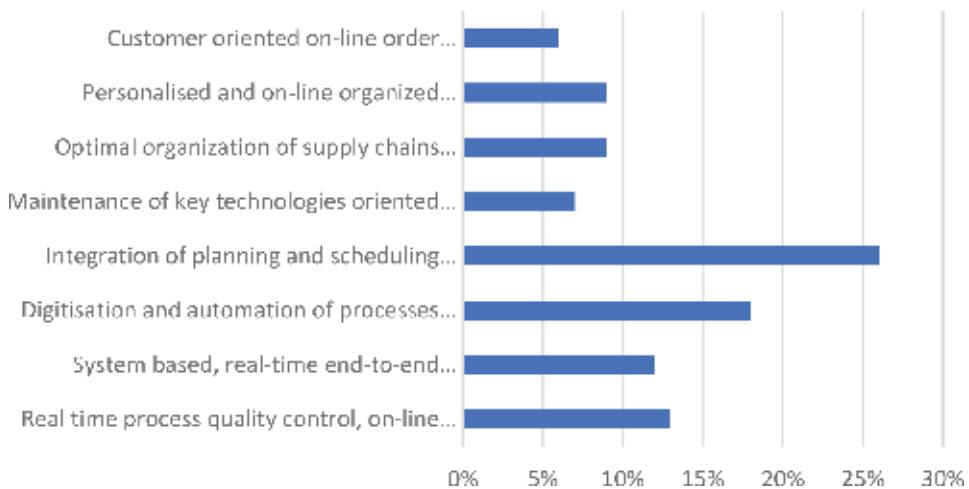 Customer oriented on-line order...
Personalised and on-line organized...
Optimal organization of supply chains...
Maintenance of key technologies oriented...
Integration of planning and scheduling...
Digitisation and automation of processes...
System based, real-time end-to-end...
Real time process quality control, on-line...
0% 5% 10% 15% 20% 25% 30%